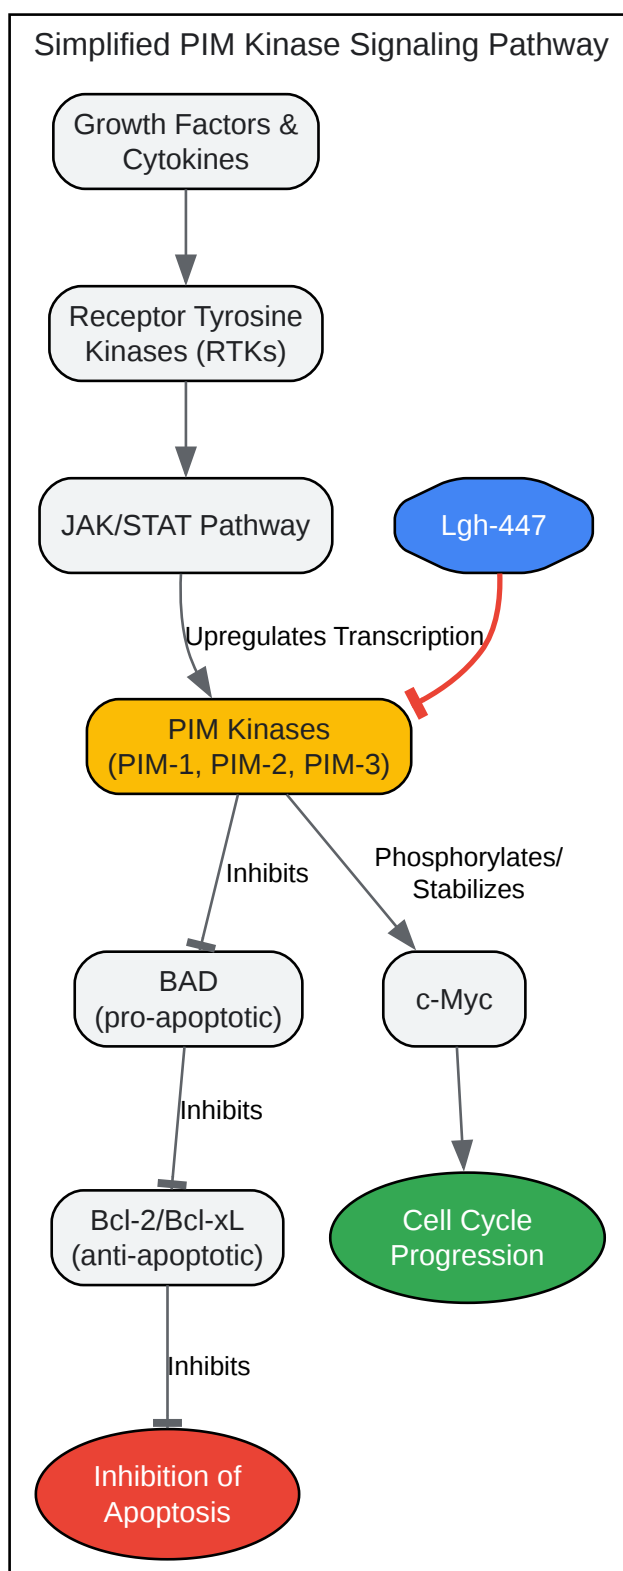 Simplified PIM Kinase Signaling Pathway
Growth Factors &
Cytokines
Receptor Tyrosine
Kinases (RTKs)
JAK/STAT Pathway
Lgh-447
Upregulates Transcription
PIM Kinases
(PIM-1, PIM-2, PIM-3)
Inhibits
Phosphorylates/
Stabilizes
BAD
(pro-apoptotic)
c-Myc
Inhibits
Bcl-2/Bcl-xL
(anti-apoptotic)
Cell Cycle
Progression
Inhibits
Inhibition of
Apoptosis